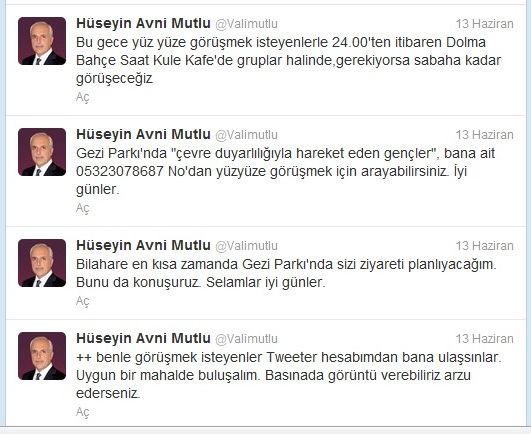 Hüseyin Avni Mutlu @Valimutlu 13 Haziran
Bu gece yüz yüze görüşmek isteyenlerle 24.00'ten itibaren Dolma
Bahçe Saat Kule Kafe'de gruplar halinde,gerekiyorsa sabaha kadar
görüşeceğiz
Aç
Hüseyin Avni Mutlu @Valimutlu 13 Haziran
Gezi Parkı'nda "çevre duyarlılığıyla hareket eden gençler", bana ait
05323078687 No'dan yüzyüze görüşmek için arayabilirsiniz. İyi
günler.
Aç
Hüseyin Avni Mutlu @Valimutlu 13 Haziran
Bilahare en kısa zamanda Gezi Parkı'nda sizi ziyareti planlıyacağım.
Bunu da konuşuruz. Selamlar iyi günler.
Aç
Hüseyin Avni Mutlu @Valimutlu 13 Haziran
++ benle görüşmek isteyenler Tweeter hesabımdan bana ulaşsınlar.
Uygun bir mahalde buluşalım. Basınada görüntü verebiliriz arzu
ederseniz.
Aç